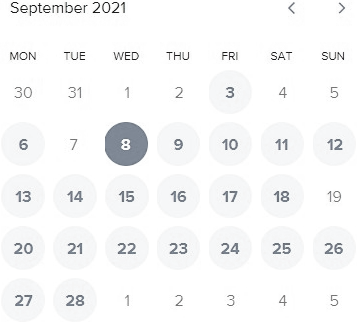 September 2021
MON TUE WED THU FRI SAT SUN
30 31 1 2 3 4 5
6 7 8 9 10 11 12
13 14 15 16 17 18 19
20 21 22 23 24 25 26
27 28 1 2 3 4 5